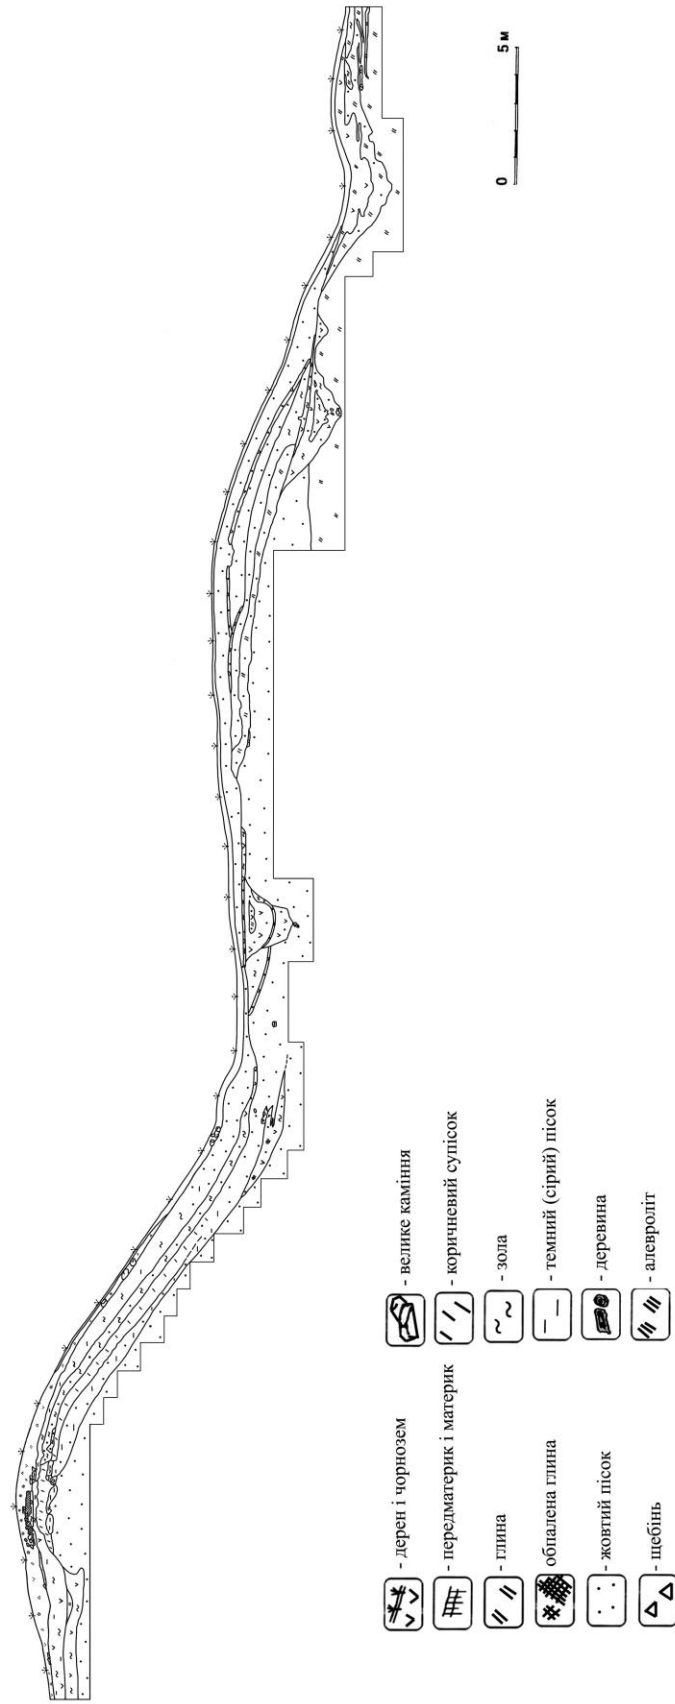 0 5 м
- дерен і чорнозем
- передматерик і материк
- глина
- обпалена глина
- жовтий пісок
- щебінь
- велике каміння
- коричневий супісок
- зола
- темний (сірий) пісок
- деревина
- алевроліт